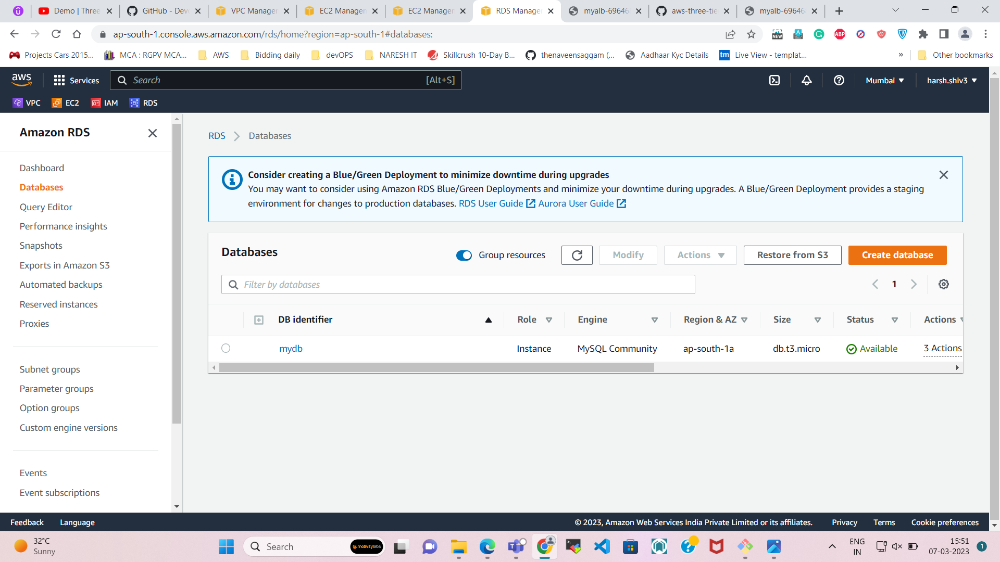 Demo | Three
GitHub - Deve
VPC Manager
EC2 Managem
EC2 Manager
RDS Manage
myalb-69646
aws-three-tie
myalb-69646
ap-south-1.console.aws.amazon.com/rds/home?region=ap-south-1#databases:
NEW
ABP
Projects Cars 2015...
MCA : RGPV MCA...
AWS
Bidding daily
devOPS
NARESH IT
Skillcrush 10-Day B...
thenaveensaggam (...
Aadhaar Kyc Details
tm
Live View - templat...
»
Other bookmarks
aws
Services
Search
[Alt+S]
Mumbai
harsh.shiv3
VPC
EC2
IAM
RDS
Amazon RDS
Dashboard
Databases
Query Editor
Performance insights
Snapshots
Exports in Amazon S3
Automated backups
Reserved instances
Proxies
Subnet groups
Parameter groups
Option groups
Custom engine versions
Events
Event subscriptions
RDS
Databases
Consider creating a Blue/Green Deployment to minimize downtime during upgrades
You may want to consider using Amazon RDS Blue/Green Deployments and minimize your downtime during upgrades. A Blue/Green Deployment provides a staging
environment for changes to production databases. RDS User Guide Aurora User Guide
Databases
Group resources
Modify
Actions
Restore from S3
Create database
Filter by databases
1
DB identifier
Role
Engine
Region & AZ
Size
Status
Actions
mydb
Instance
MySQL Community
ap-south-1a
db.t3.micro
Available
3 Actions
Feedback
Language
© 2023, Amazon Web Services India Private Limited or its affiliates.
Privacy
Terms
Cookie preferences
32°C
Sunny
Search
motivitylabs
ENG
IN
15:51
07-03-2023
1